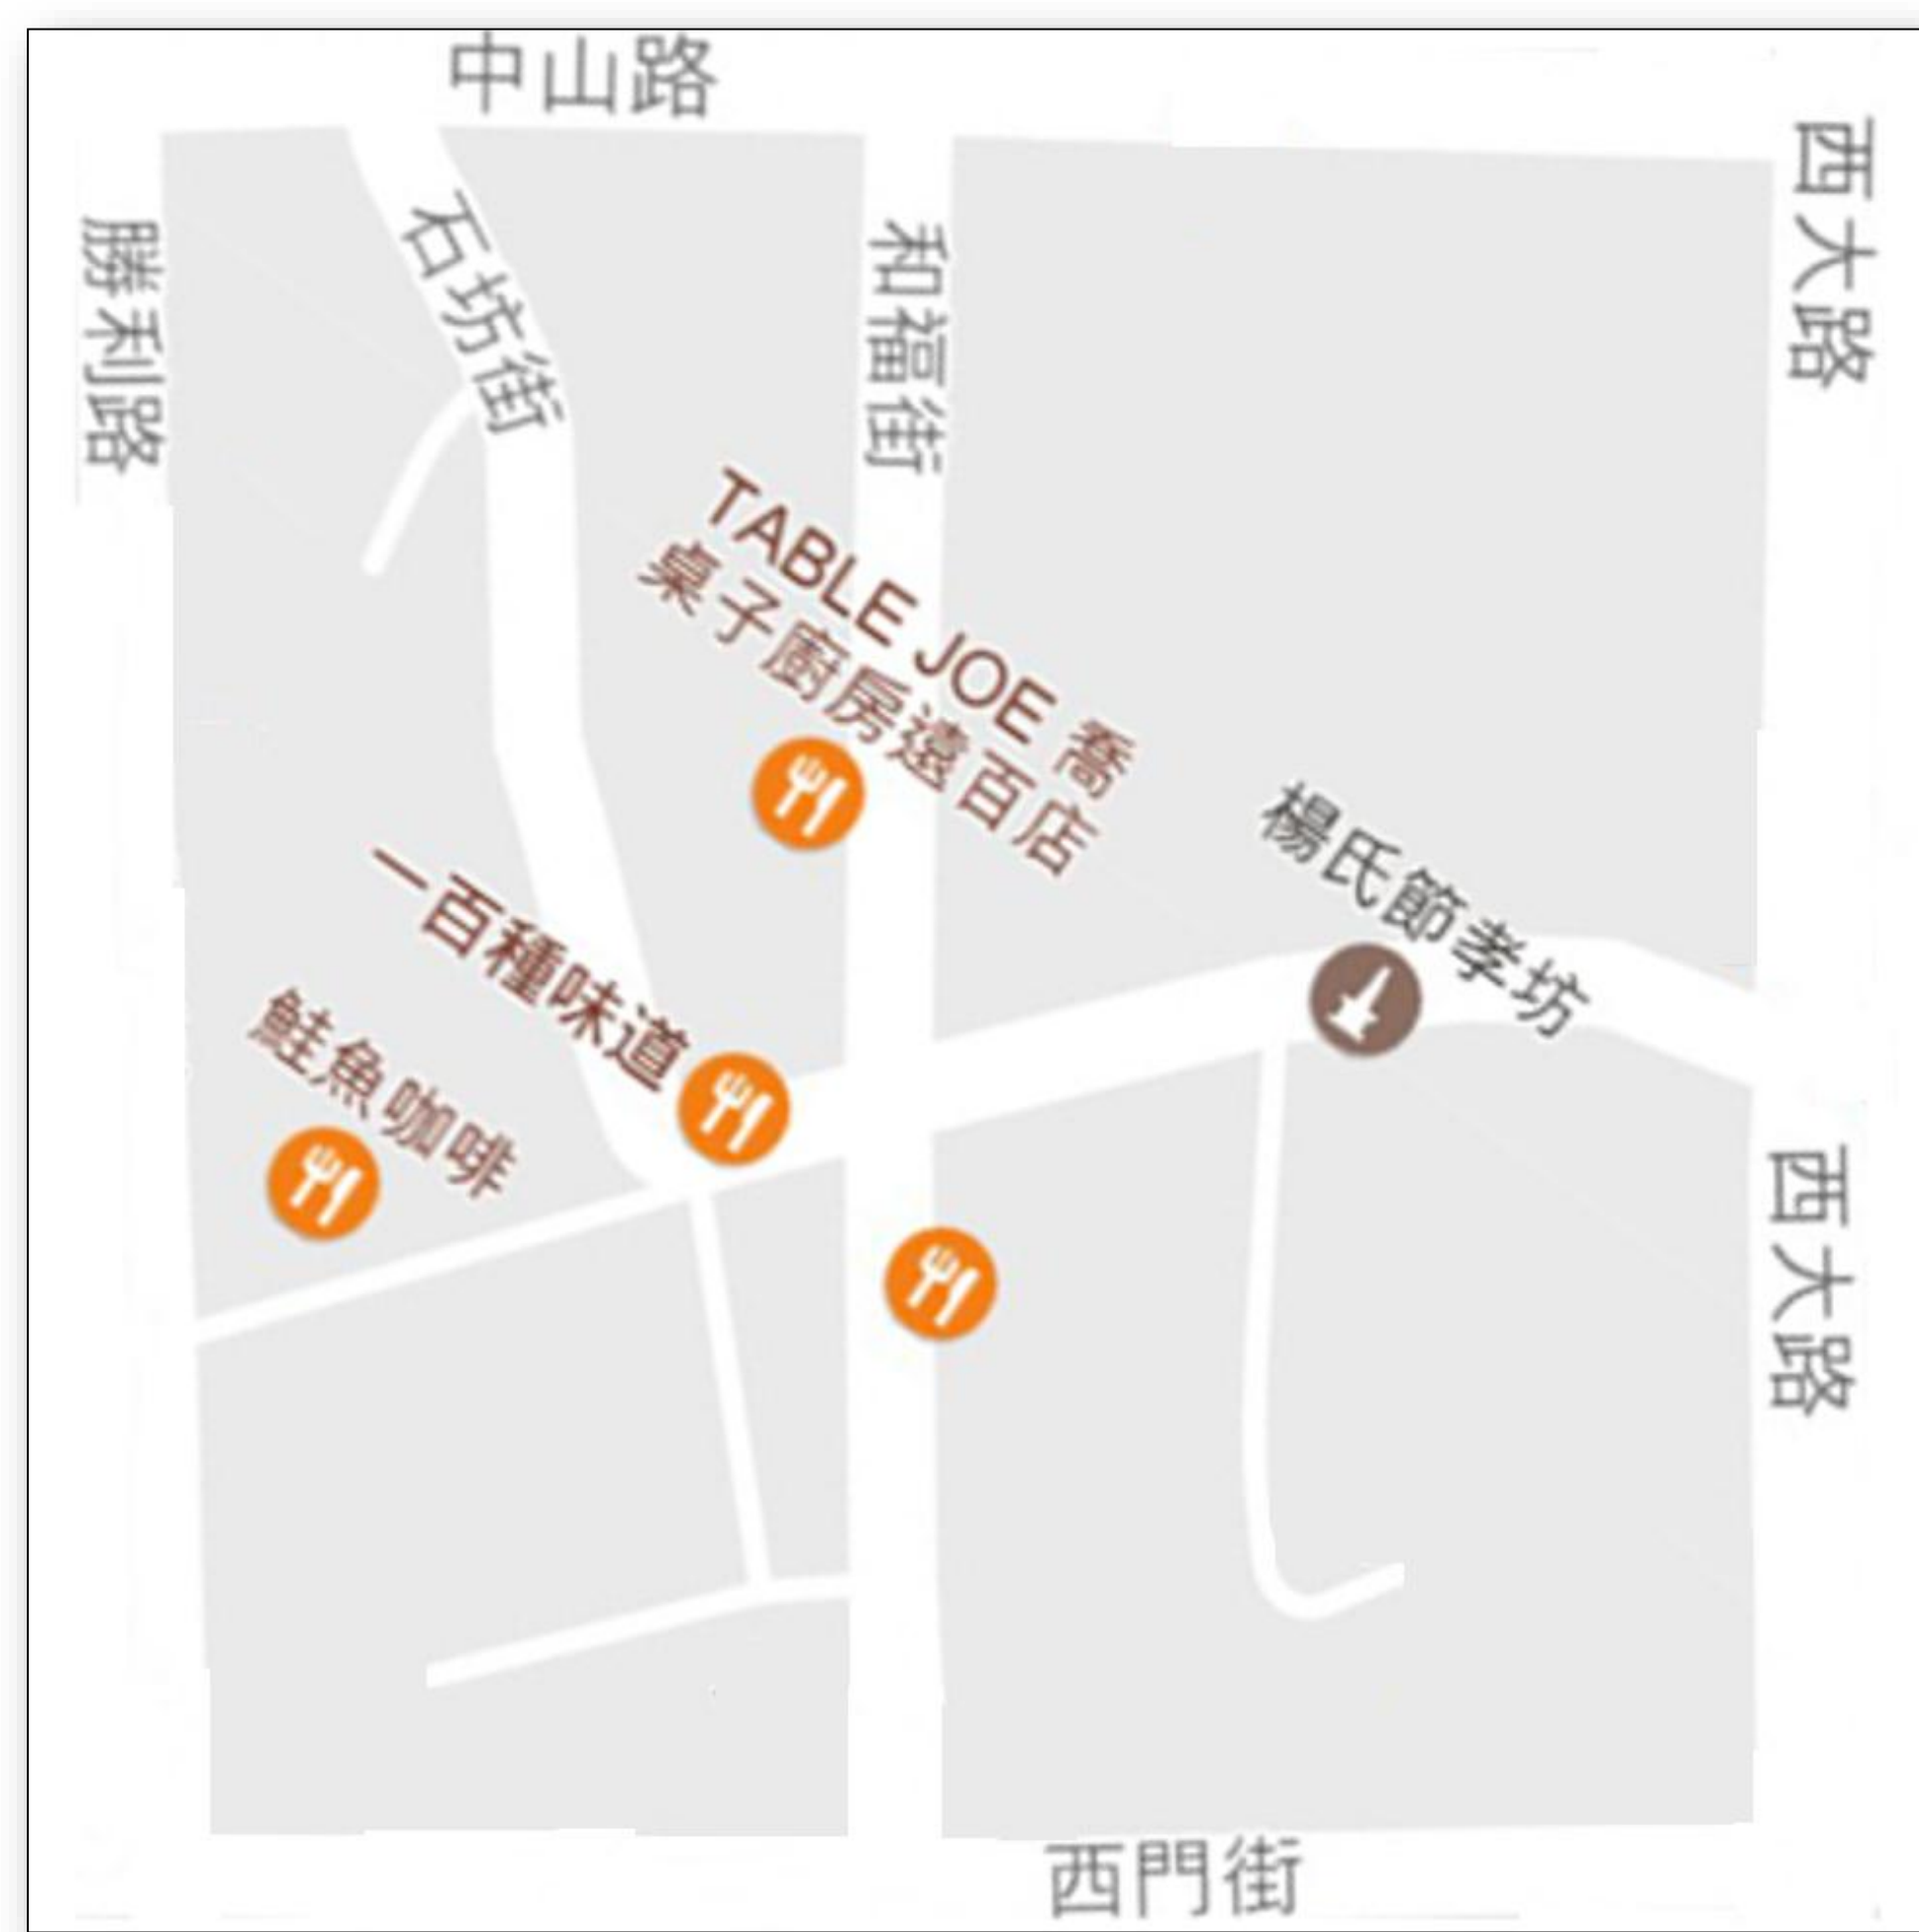 中山路
西大路
勝利路
石坊街
和福街
TABLE JOE 喬
桌子廚房遠百店
楊氏節孝坊
一百種味道
鮭魚咖啡
西大路
西門街